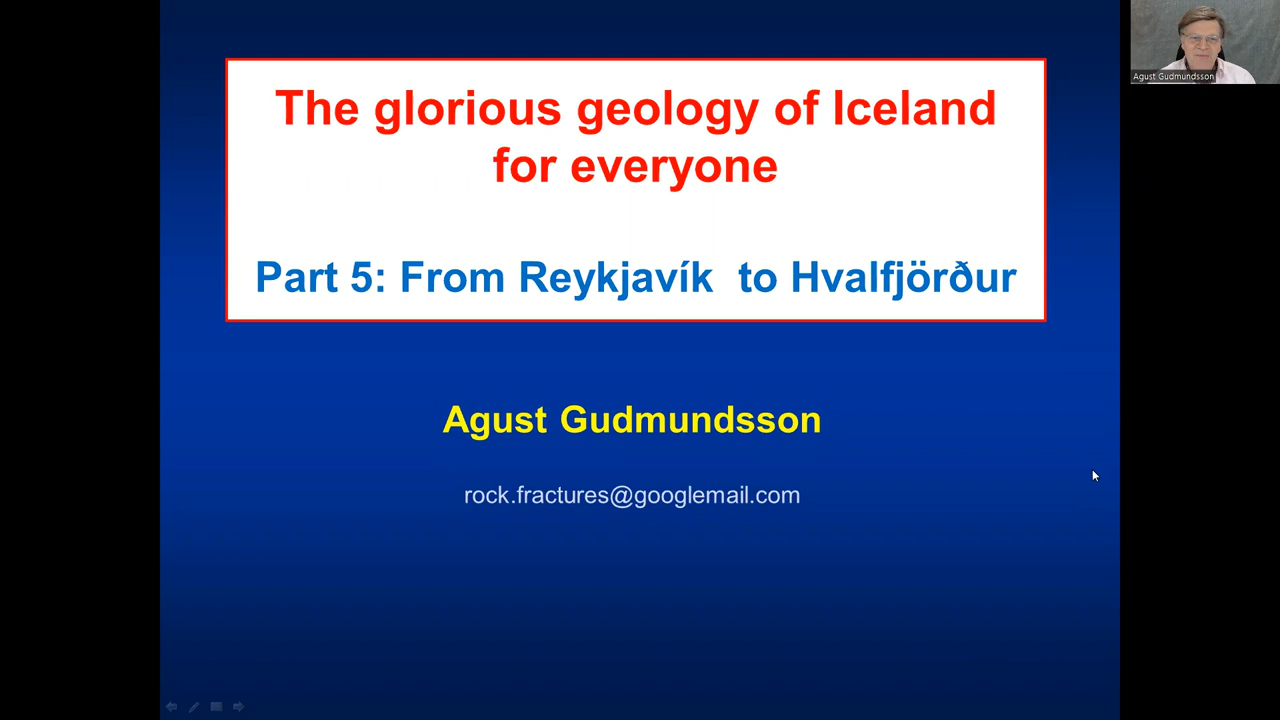 The glorious geology of Iceland
for everyone
Part 5: From Reykjavík to Hvalfjörður
Agust Gudmundsson
rock.fractures@googlemail.com
Agust Gudmundsson